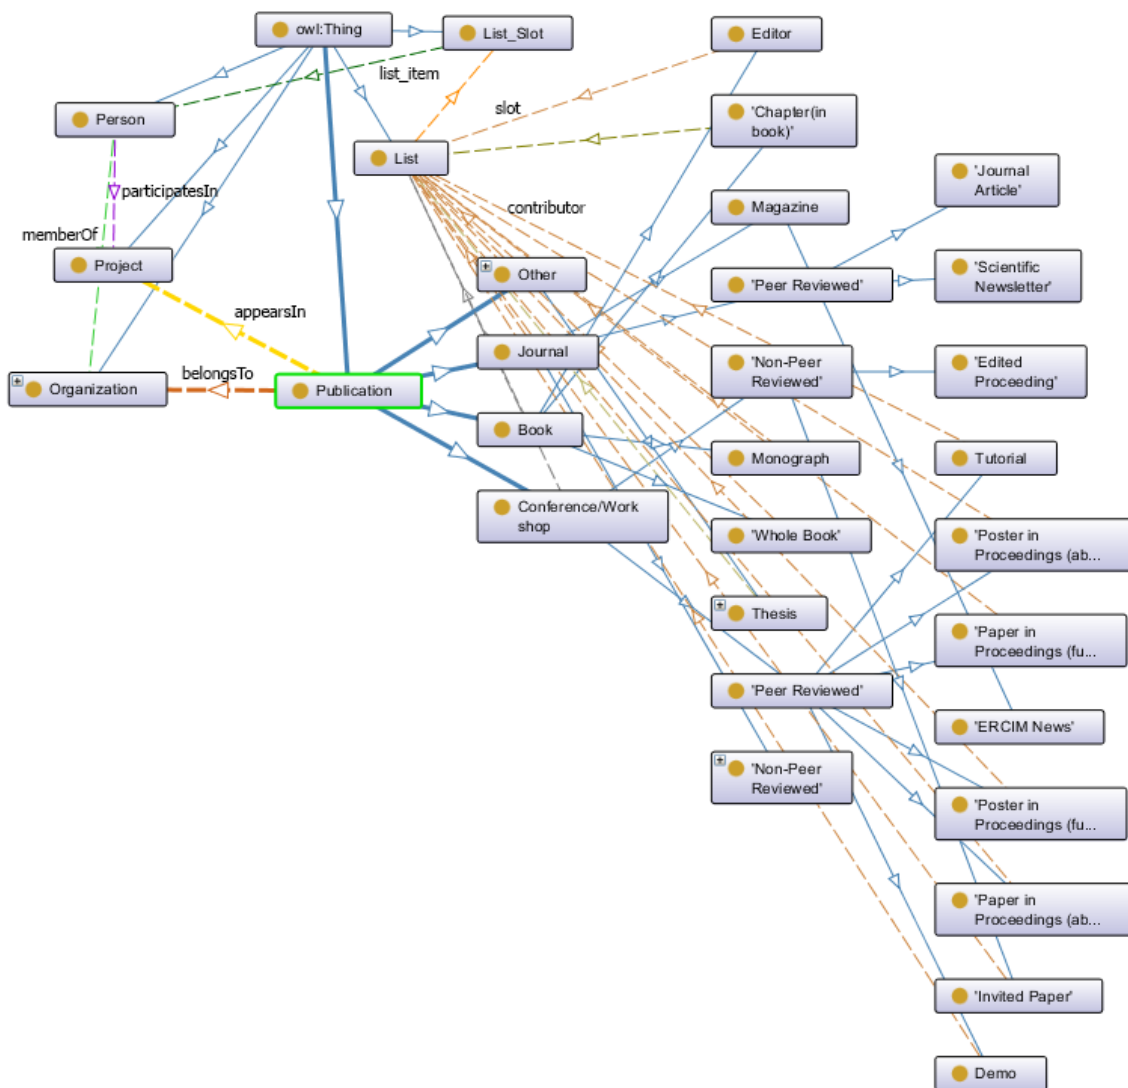 owl:Thing
List_Slot
Editor
list_item
slot
Person
'Chapter(in
book)'
List
'Journal
Article'
participatesIn
contributor
Magazine
memberOf
Project
Other
'Peer Reviewed'
'Scientific
Newsletter'
appearsIn
Journal
'Non-Peer
Reviewed'
'Edited
Proceeding'
belongsTo
Organization
Publication
Book
Monograph
Tutorial
Conference/Work
shop
'Whole Book'
'Poster in
Proceedings (ab...
Thesis
'Paper in
Proceedings (fu...
'Peer Reviewed'
'ERCIM News'
'Non-Peer
Reviewed'
'Poster in
Proceedings (fu...
'Paper in
Proceedings (ab...
'Invited Paper'
Demo